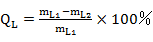 Q_L = (m_L1 − m_L2) / m_L1 × 100%